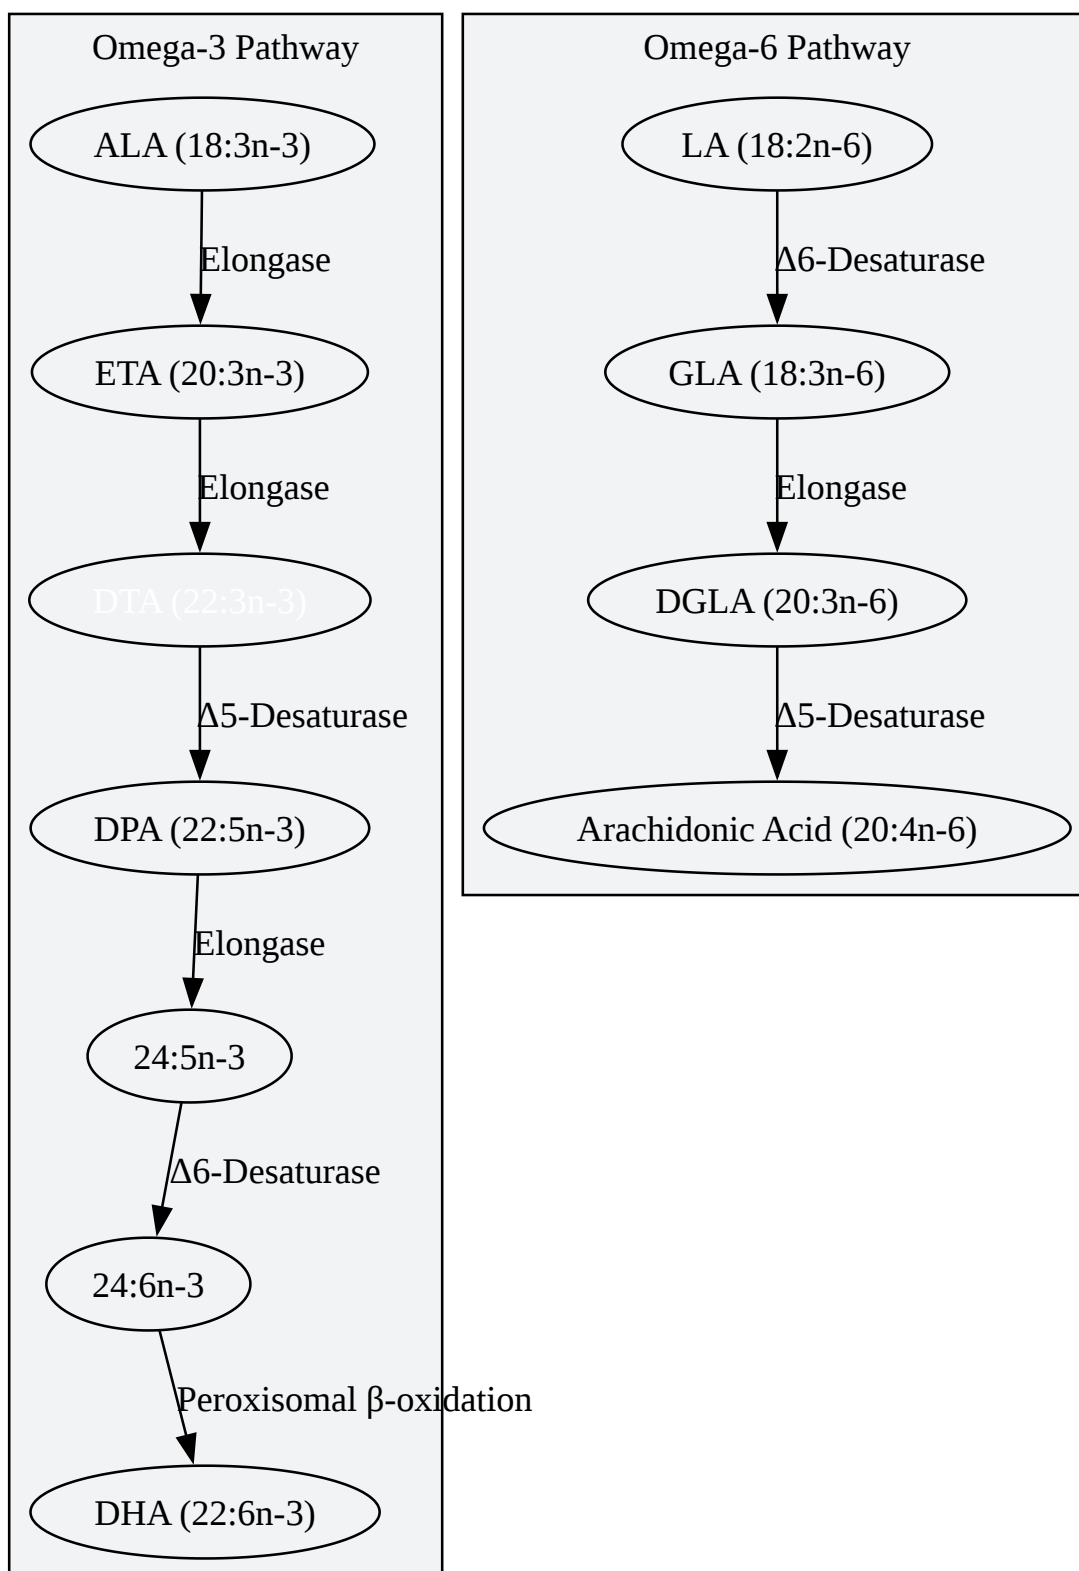 Omega-3 Pathway
ALA (18:3n-3)
Elongase
ETA (20:3n-3)
Elongase
DTA (22:3n-3)
Δ5-Desaturase
DPA (22:5n-3)
Elongase
24:5n-3
Δ6-Desaturase
24:6n-3
Peroxisomal β-oxidation
DHA (22:6n-3)
Omega-6 Pathway
LA (18:2n-6)
Δ6-Desaturase
GLA (18:3n-6)
Elongase
DGLA (20:3n-6)
Δ5-Desaturase
Arachidonic Acid (20:4n-6)